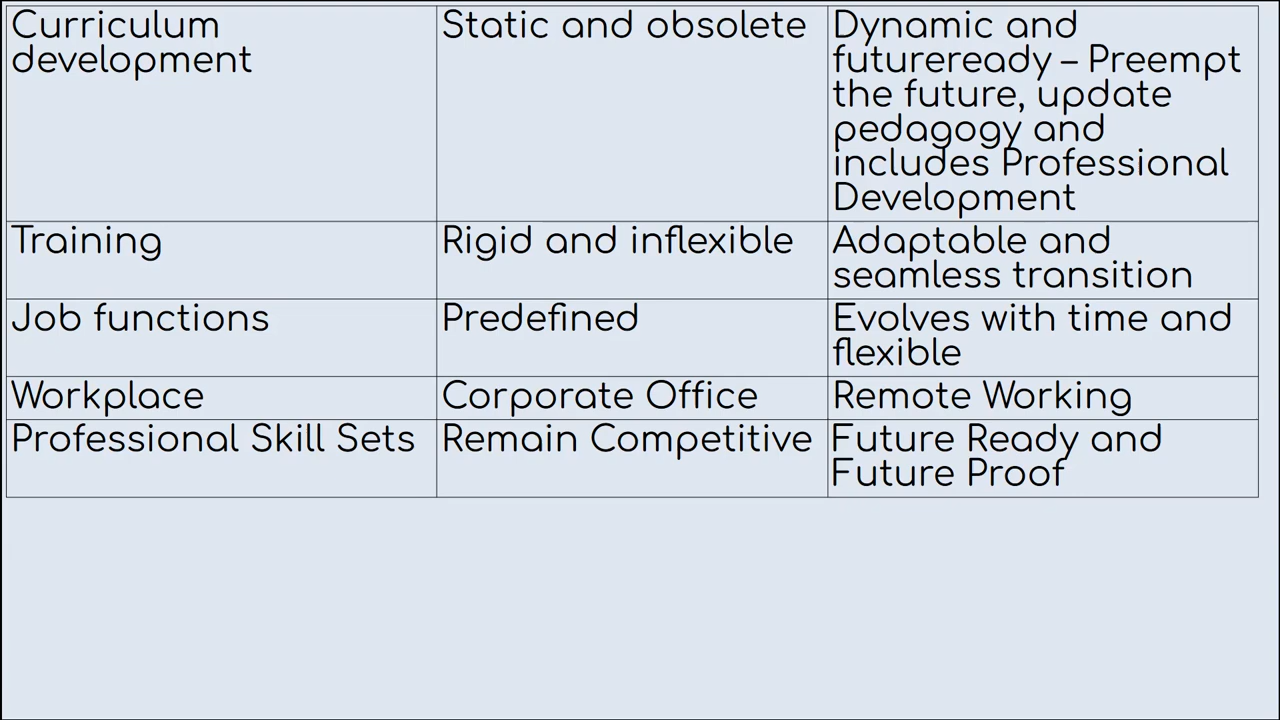 Curriculum
development
Static and obsolete
Dynamic and
futureready – Preempt
the future, update
pedagogy and
includes Professional
Development
Training
Rigid and inflexible
Adaptable and
seamless transition
Job functions
Predefined
Evolves with time and
flexible
Workplace
Corporate Office
Remote Working
Professional Skill Sets
Remain Competitive
Future Ready and
Future Proof